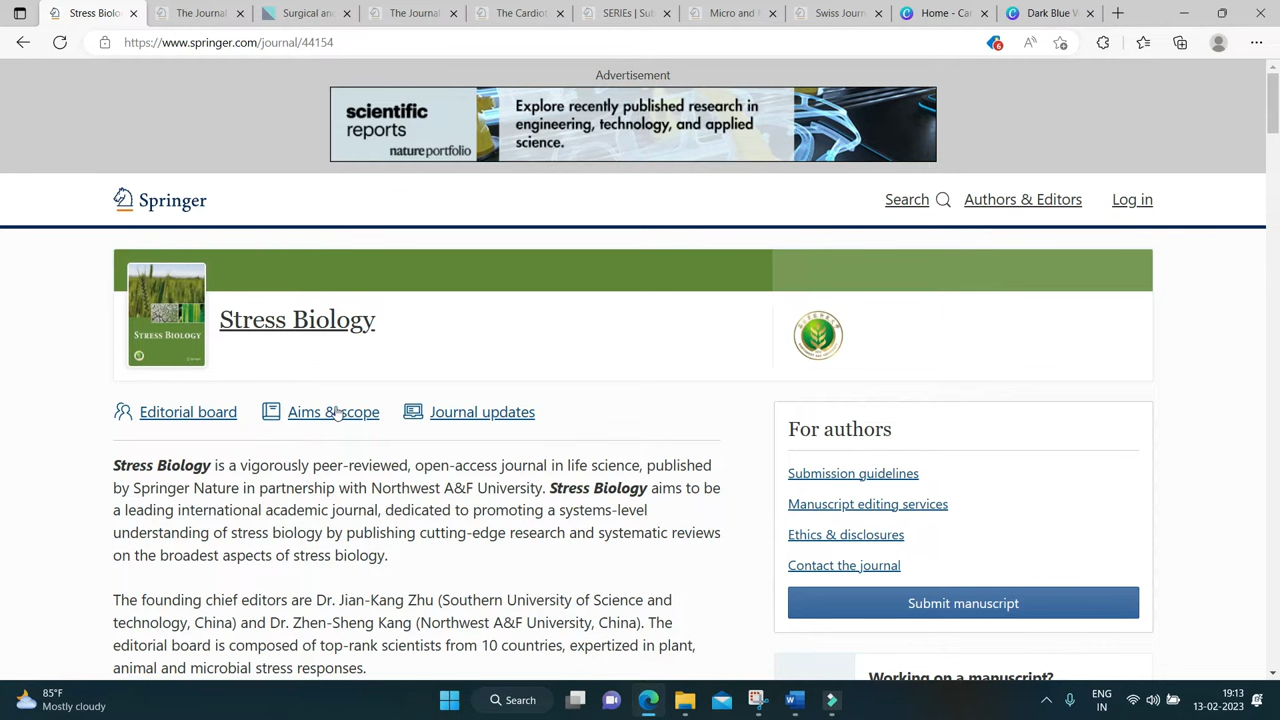 Stress Biolo
The Journal
Surgical and
The Journal
The Cardiot
SERIEs | Sub
Micro and
Swiss Journ
Home - Can
Dark Blue W
https://www.springer.com/journal/44154
6
Advertisement
scientific reports
natureportfolio
Explore recently published research in
engineering, technology, and applied
science.
Springer
Search
Authors & Editors
Log in
STRESS BIOLOGY
Stress Biology
Editorial board
Aims & scope
Journal updates
Stress Biology is a vigorously peer-reviewed, open-access journal in life science, published
by Springer Nature in partnership with Northwest A&F University. Stress Biology aims to be
a leading international academic journal, dedicated to promoting a systems-level
understanding of stress biology by publishing cutting-edge research and systematic reviews
on the broadest aspects of stress biology.
The founding chief editors are Dr. Jian-Kang Zhu (Southern University of Science and
technology, China) and Dr. Zhen-Sheng Kang (Northwest A&F University, China). The
editorial board is composed of top-rank scientists from 10 countries, expertized in plant,
animal and microbial stress responses.
For authors
Submission guidelines
Manuscript editing services
Ethics & disclosures
Contact the journal
Submit manuscript
Working on a manuscript?
85°F
Mostly cloudy
Search
ENG
IN
19:13
13-02-2023